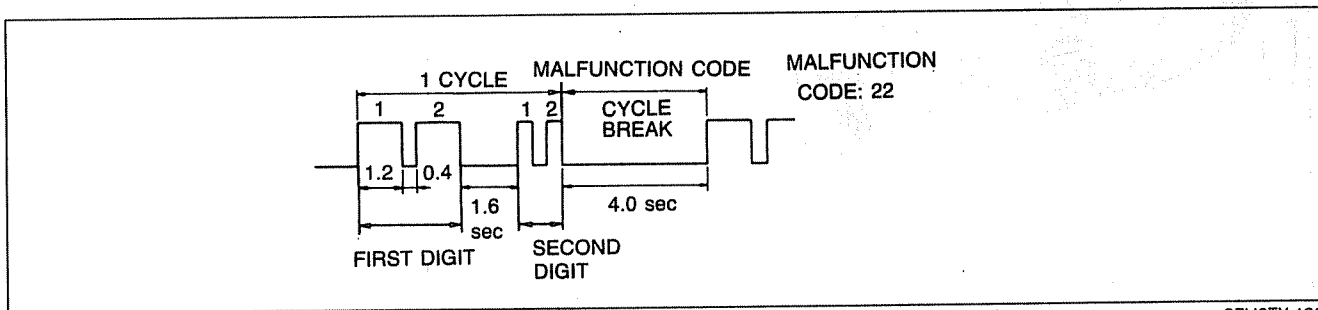 1 CYCLE
MALFUNCTION CODE
MALFUNCTION
CODE: 22
1 2 1 2
CYCLE
BREAK
1.2 0.4
1.6
sec
4.0 sec
FIRST DIGIT
SECOND
DIGIT